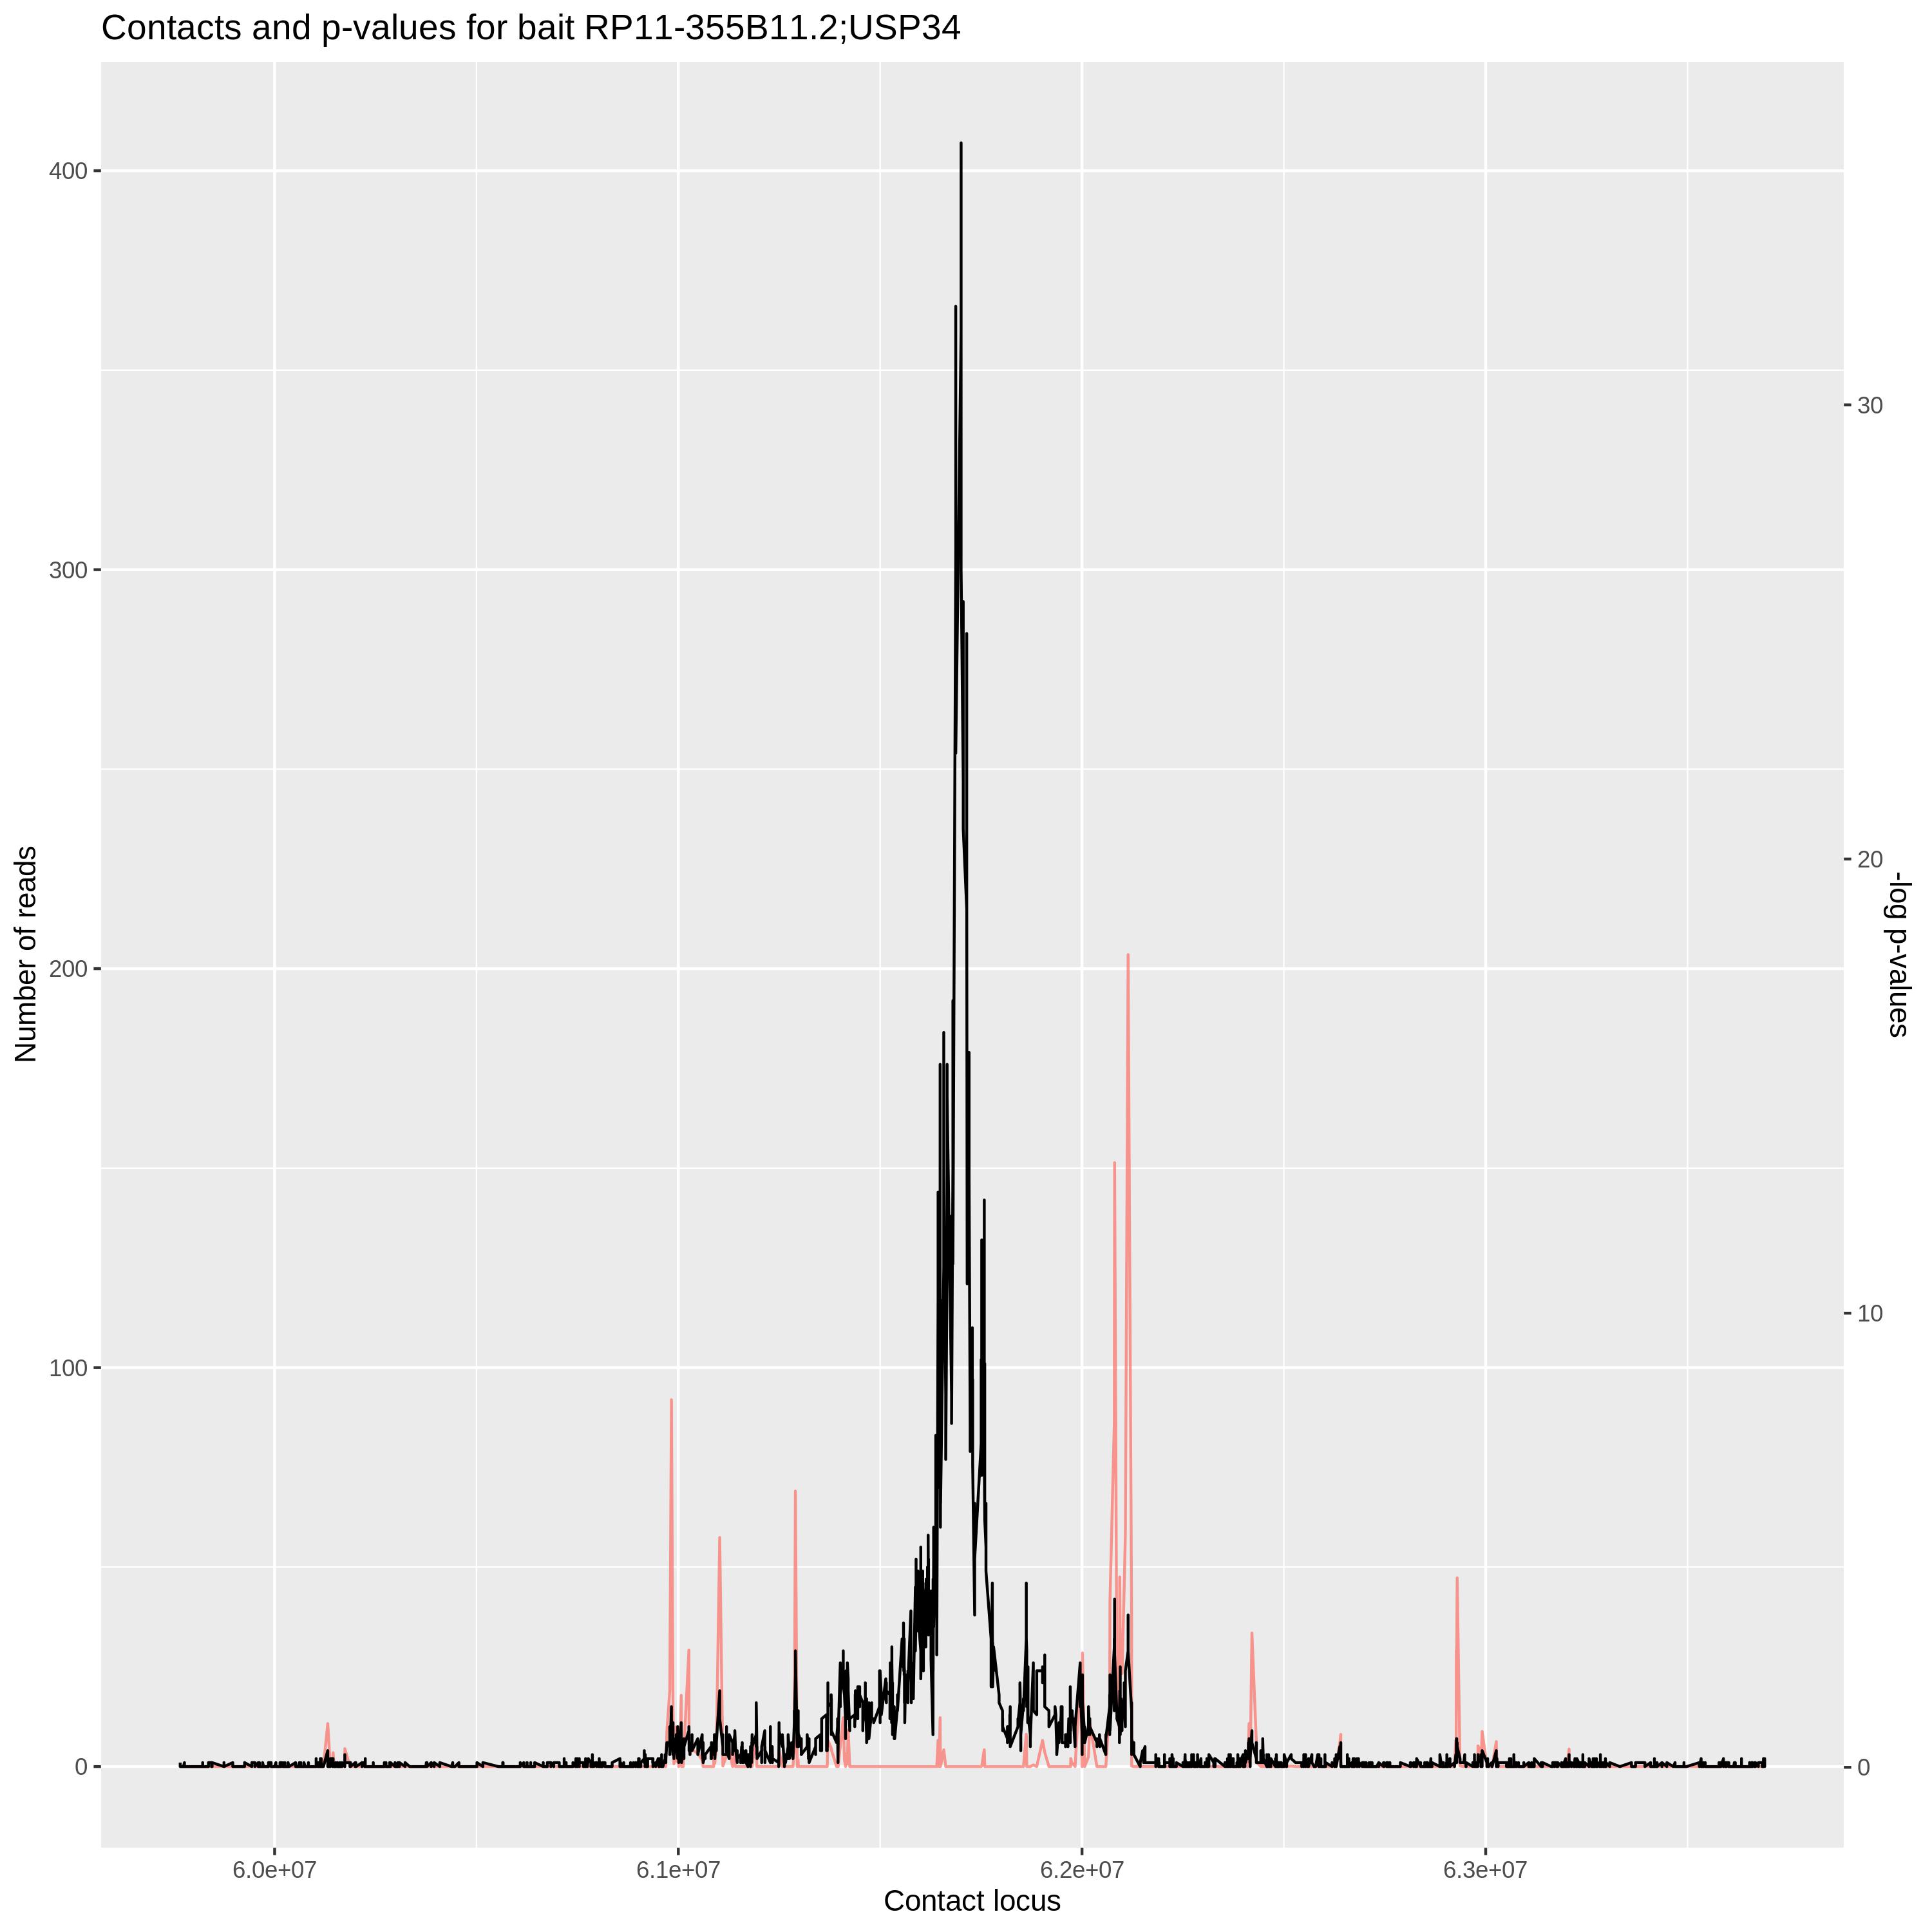 Contacts and p-values for bait RP11-355B11.2;USP34
400
300
200
100
0
Number of reads
30
20
10
0
-log p-values
6.0e+07
6.1e+07
6.2e+07
6.3e+07
Contact locus